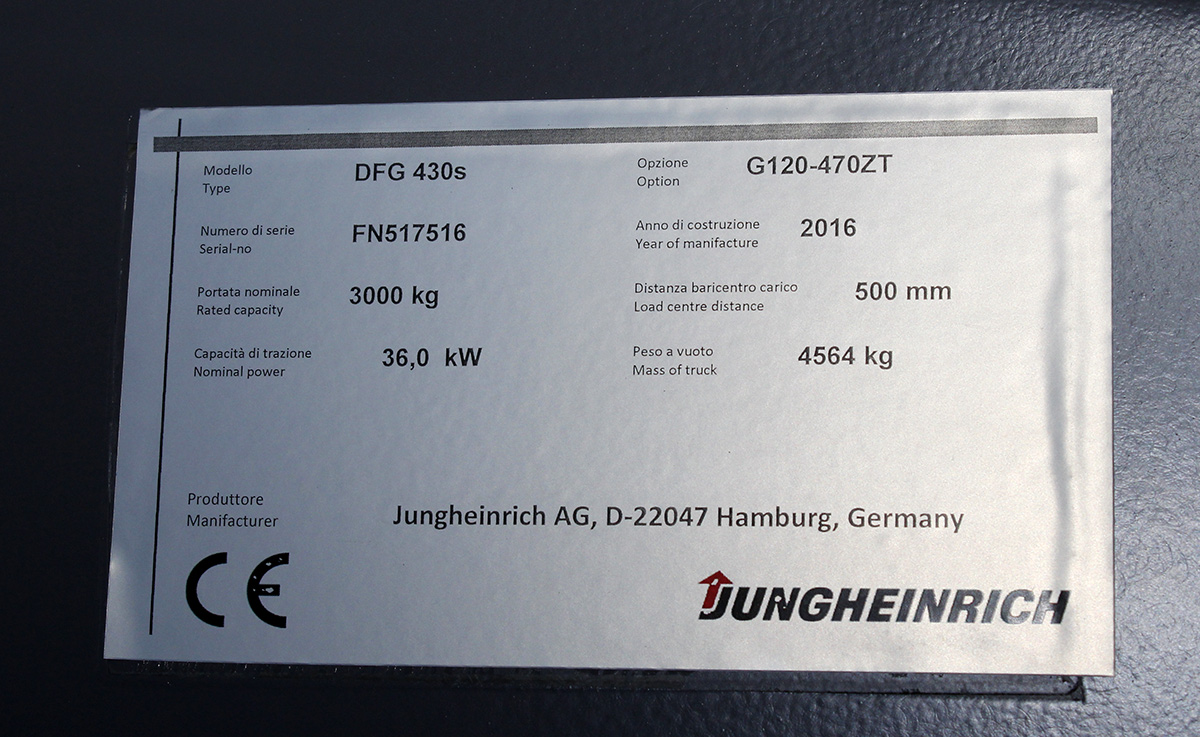 Modello DFG 430s Opzione G120-470ZT
Type Option
Numero di serie FN517516 Anno di costruzione 2016
Serial-no Year of manifacture
Portata nominale 3000 kg Distanza baricentro carico 500 mm
Rated capacity Load centre distance
Capacità di trazione 36,0 kW Peso a vuoto 4564 kg
Nominal power Mass of truck
Produttore
Manifacturer Jungheinrich AG, D-22047 Hamburg, Germany
CE JUNGHEINRICH